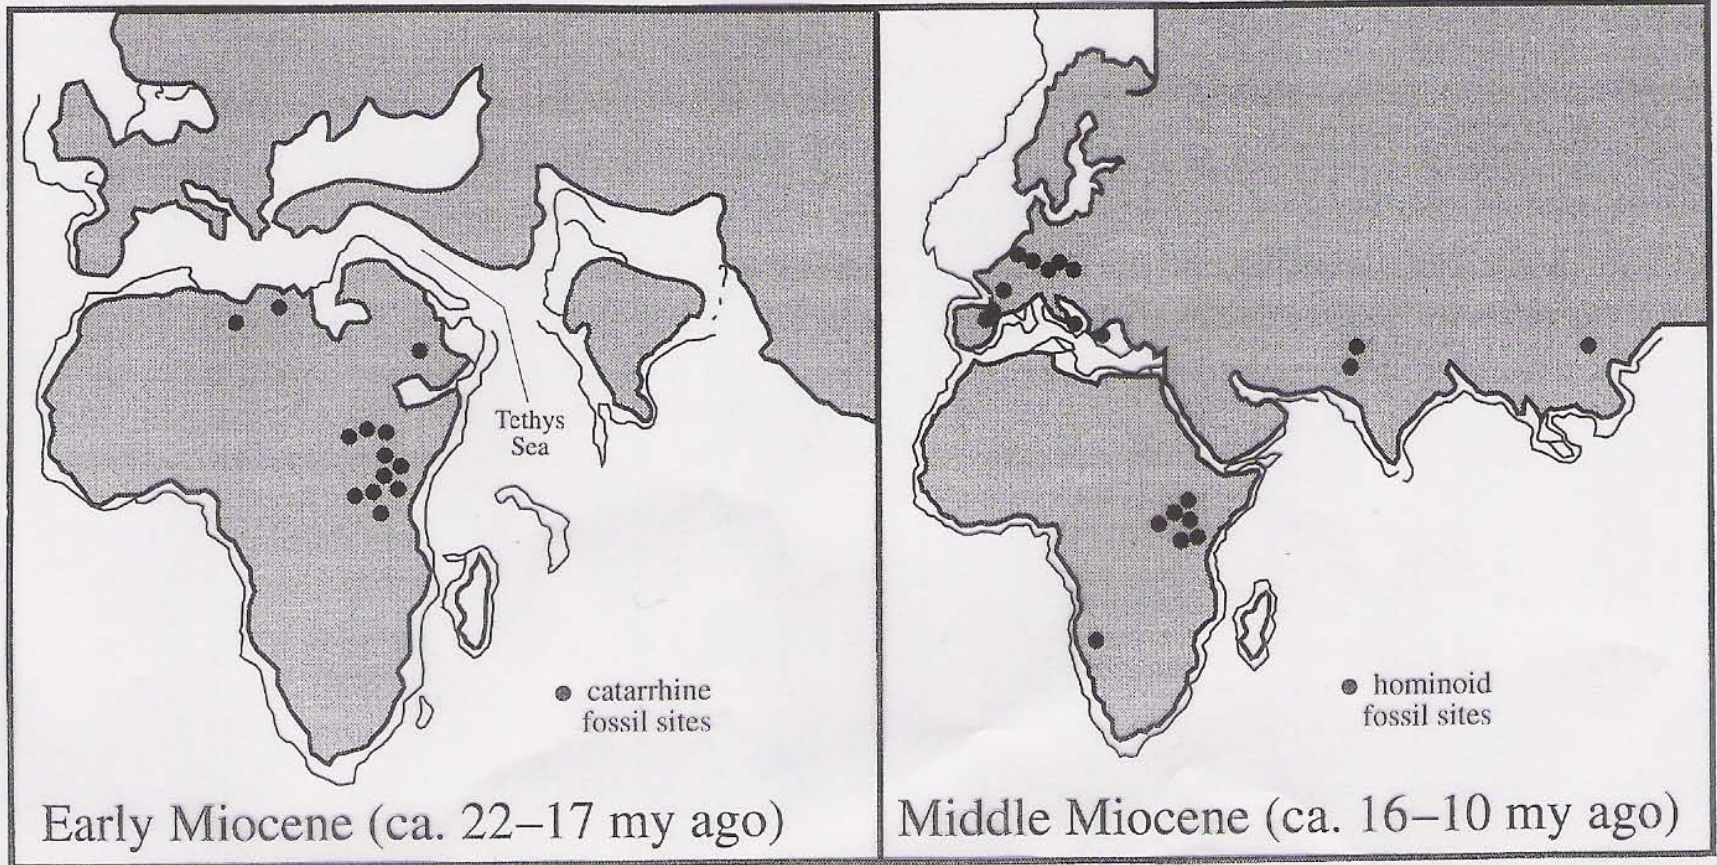 Tethys
Sea
catarrhine
fossil sites
Early Miocene (ca. 22–17 my ago)
hominoid
fossil sites
Middle Miocene (ca. 16–10 my ago)